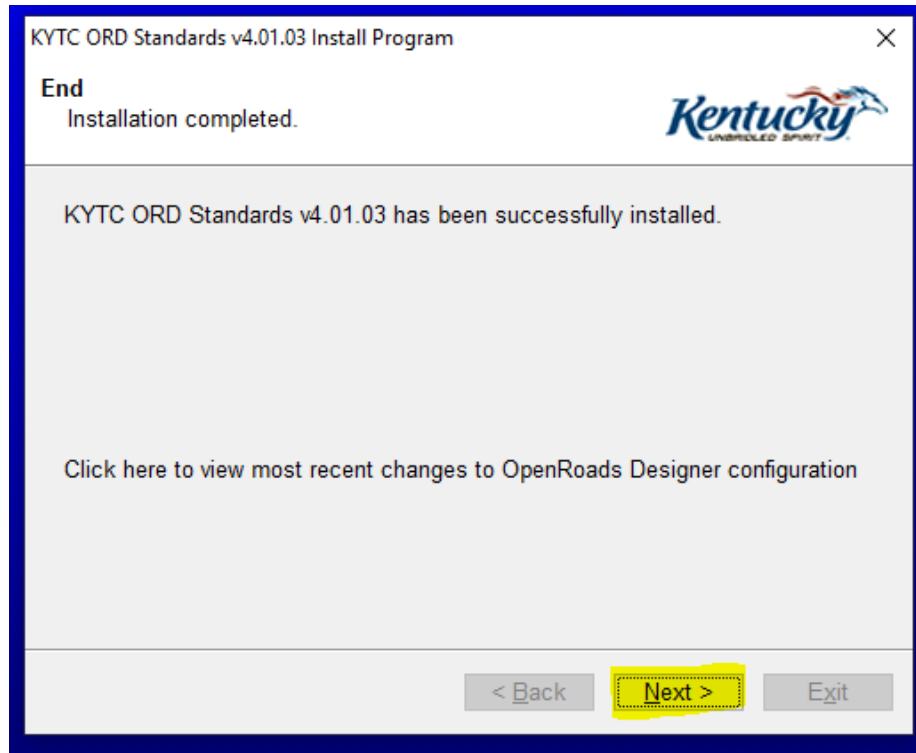 KYTC ORD Standards v4.01.03 Install Program
End
Installation completed.
Kentucky
UNBRIDLED SPIRIT
KYTC ORD Standards v4.01.03 has been successfully installed.
Click here to view most recent changes to OpenRoads Designer configuration
< Back
Next >
Exit